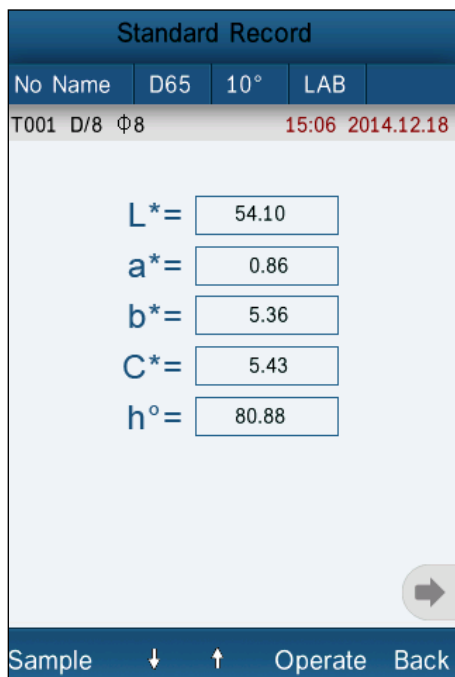 Standard Record
No Name D65 10° LAB
T001 D/8 Φ8 15:06 2014.12.18
L*= 54.10
a*= 0.86
b*= 5.36
C*= 5.43
h°= 80.88
Sample ↓ ↑ Operate Back